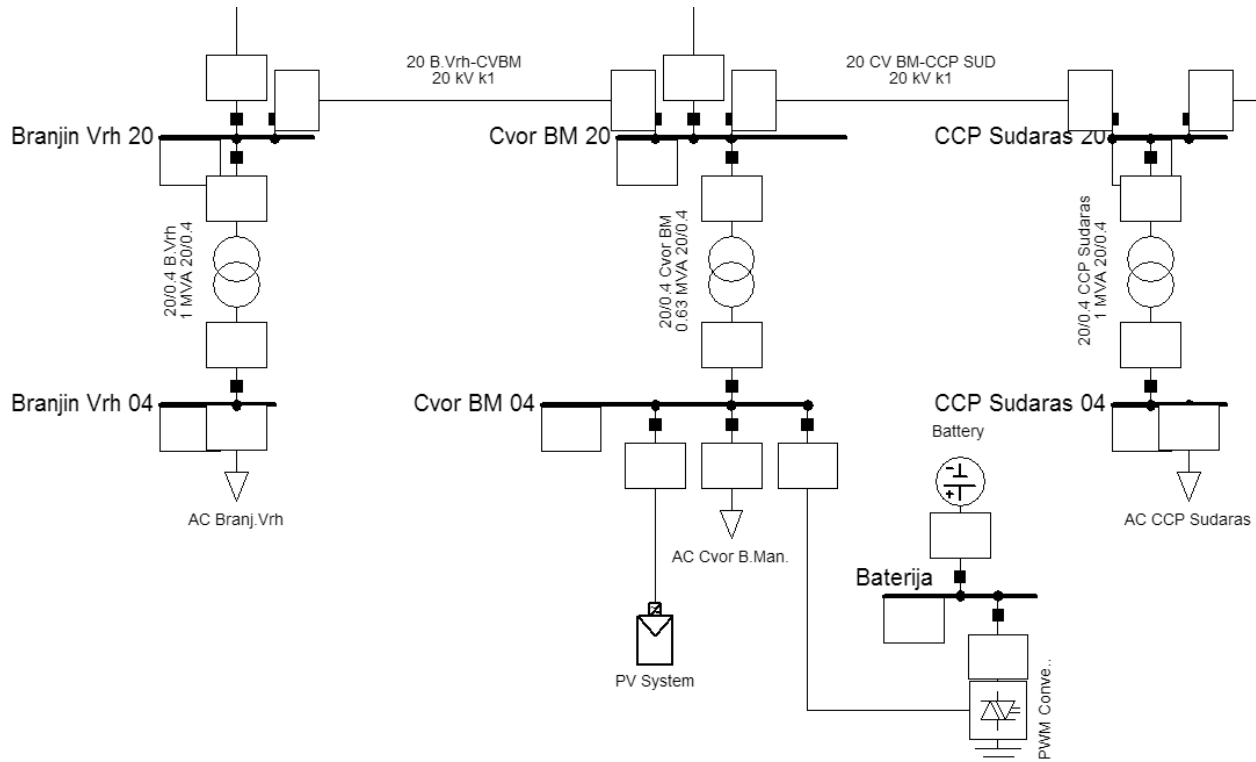 20 B.Vrh-CVBM
20 kV k1
20 CV BM-CCP SUD
20 kV k1
Branjin Vrh 20
Cvor BM 20
CCP Sudaras 20
20/0.4 B.Vrh
1 MVA 20/0.4
20/0.4 Cvor BM
0.63 MVA 20/0.4
20/0.4 CCP Sudaras
1 MVA 20/0.4
Branjin Vrh 04
Cvor BM 04
CCP Sudaras 04
Battery
AC Branj.Vrh
AC Cvor B.Man.
AC CCP Sudaras
Baterija
PV System
PWM Conve..